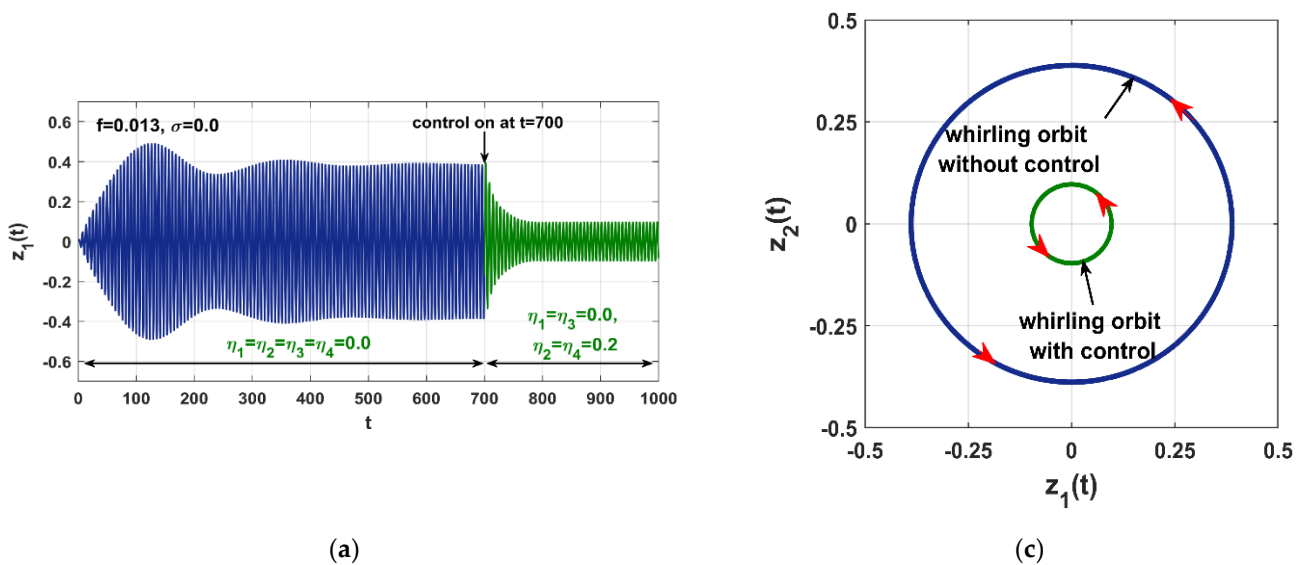 f=0.013, σ=0.0
control on at t=700
0.6
0.4
0.2
0
-0.2
-0.4
-0.6
z₁(t)
η₁=η₂=η₃=η₄=0.0
η₁=η₃=0.0,
η₂=η₄=0.2
0 100 200 300 400 500 600 700 800 900 1000
t
(a)
0.5
0.25
0
-0.25
-0.5
z₂(t)
whirling orbit
without control
whirling orbit
with control
-0.5 -0.25 0 0.25 0.5
z₁(t)
(c)